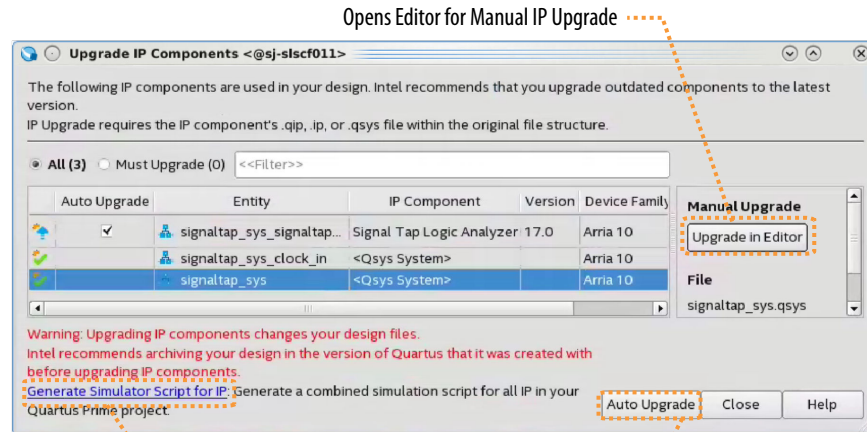 Opens Editor for Manual IP Upgrade
Upgrade IP Components <@sj-slscf011>
The following IP components are used in your design. Intel recommends that you upgrade outdated components to the latest
version.
IP Upgrade requires the IP component's .qip, .ip, or .qsys file within the original file structure.
All (3) Must Upgrade (0) <<Filter>>
Auto Upgrade Entity IP Component Version Device Family
signaltap_sys_signaltap... Signal Tap Logic Analyzer 17.0 Arria 10
signaltap_sys_clock_in <Qsys System> Arria 10
signaltap_sys <Qsys System> Arria 10
Manual Upgrade
Upgrade in Editor
File
signaltap_sys.qsys
Warning: Upgrading IP components changes your design files.
Intel recommends archiving your design in the version of Quartus that it was created with
before upgrading IP components.
Generate Simulator Script for IP: Generate a combined simulation script for all IP in your
Quartus Prime project.
Auto Upgrade Close Help